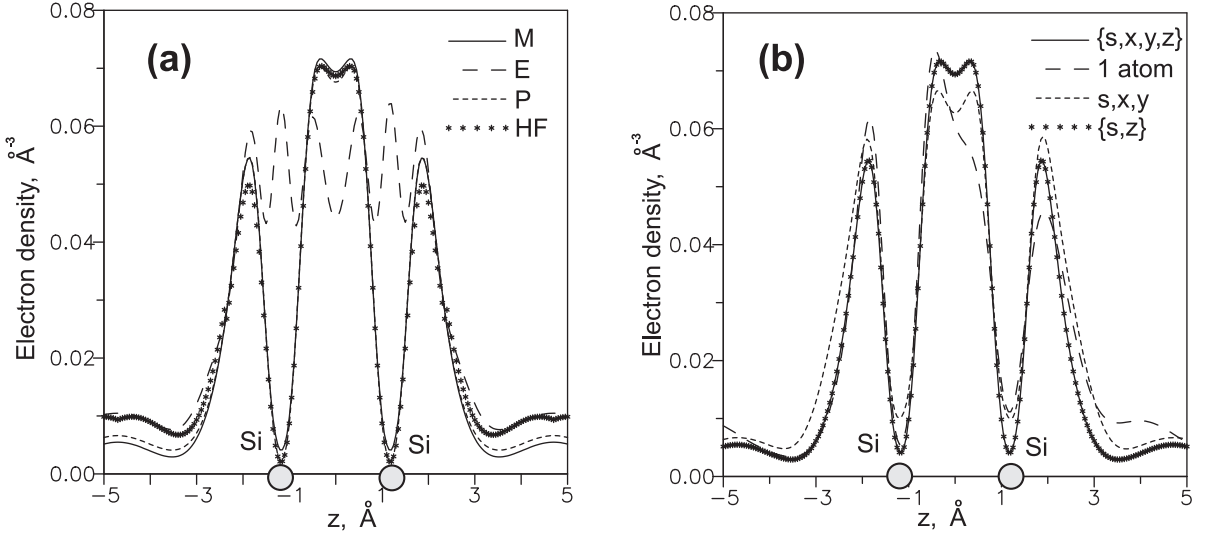 (a)
M
E
P
HF
0.08
0.06
0.04
0.02
0.00
Electron density, Å⁻³
Si
Si
−5
−3
−1
1
3
5
z, Å
(b)
{s,x,y,z}
1 atom
s,x,y
{s,z}
0.08
0.06
0.04
0.02
0.00
Electron density, Å⁻³
Si
Si
−5
−3
−1
1
3
5
z, Å